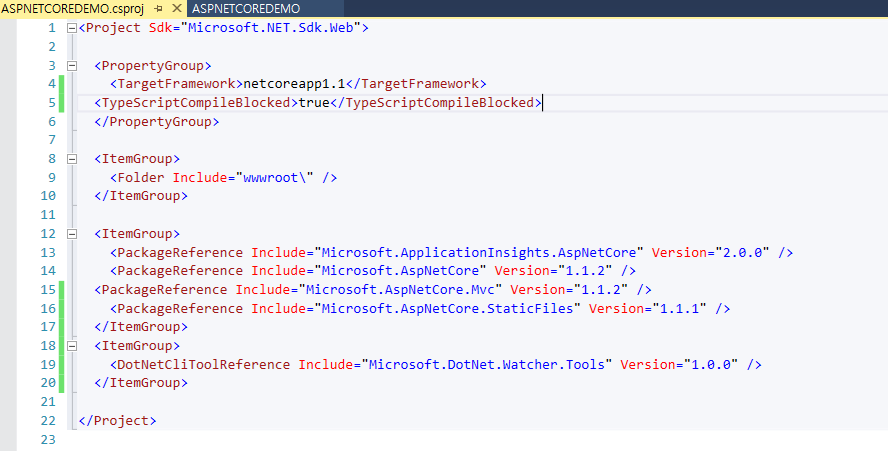 ASPNETCOREDEMO.csproj ASPNETCOREDEMO
1 <Project Sdk="Microsoft.NET.Sdk.Web">
2
3 <PropertyGroup>
4 <TargetFramework>netcoreapp1.1</TargetFramework>
5 <TypeScriptCompileBlocked>true</TypeScriptCompileBlocked>
6 </PropertyGroup>
7
8 <ItemGroup>
9 <Folder Include="wwwroot\" />
10 </ItemGroup>
11
12 <ItemGroup>
13 <PackageReference Include="Microsoft.ApplicationInsights.AspNetCore" Version="2.0.0" />
14 <PackageReference Include="Microsoft.AspNetCore" Version="1.1.2" />
15 <PackageReference Include="Microsoft.AspNetCore.Mvc" Version="1.1.2" />
16 <PackageReference Include="Microsoft.AspNetCore.StaticFiles" Version="1.1.1" />
17 </ItemGroup>
18 <ItemGroup>
19 <DotNetCliToolReference Include="Microsoft.DotNet.Watcher.Tools" Version="1.0.0" />
20 </ItemGroup>
21
22 </Project>
23